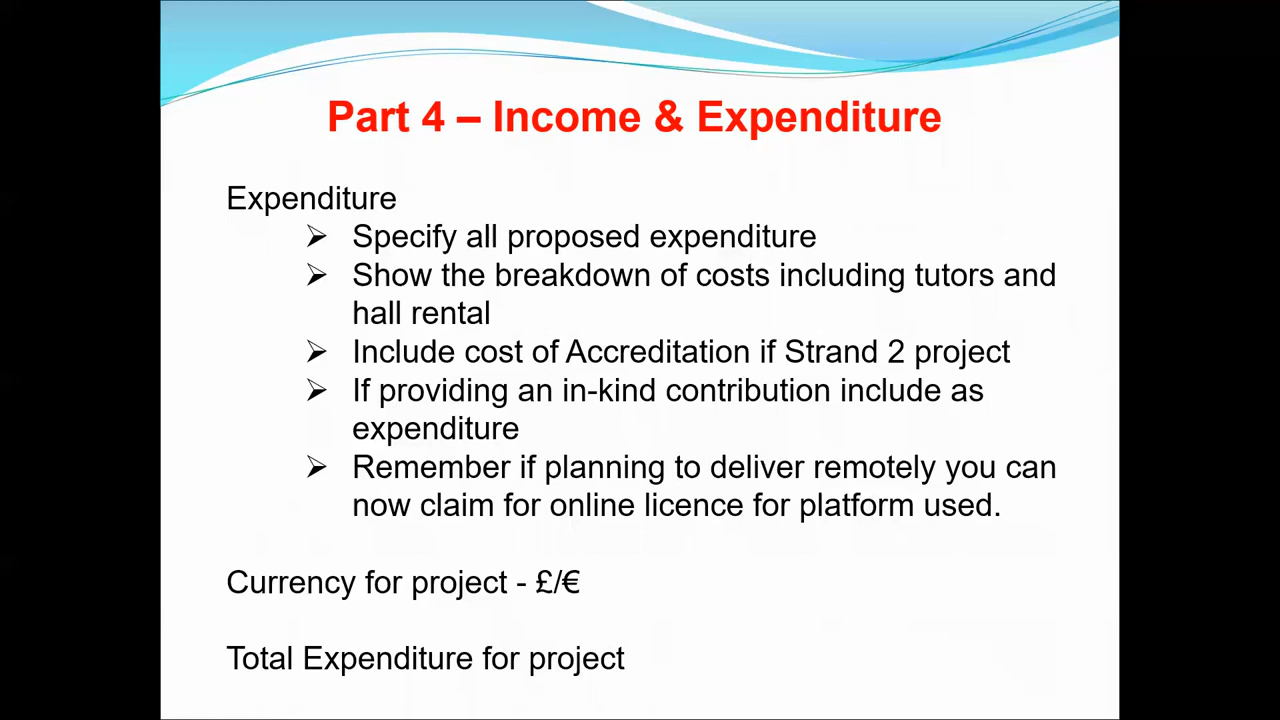 Part 4 – Income & Expenditure
Expenditure
➢ Specify all proposed expenditure
➢ Show the breakdown of costs including tutors and
hall rental
➢ Include cost of Accreditation if Strand 2 project
➢ If providing an in-kind contribution include as
expenditure
➢ Remember if planning to deliver remotely you can
now claim for online licence for platform used.
Currency for project - £/€
Total Expenditure for project